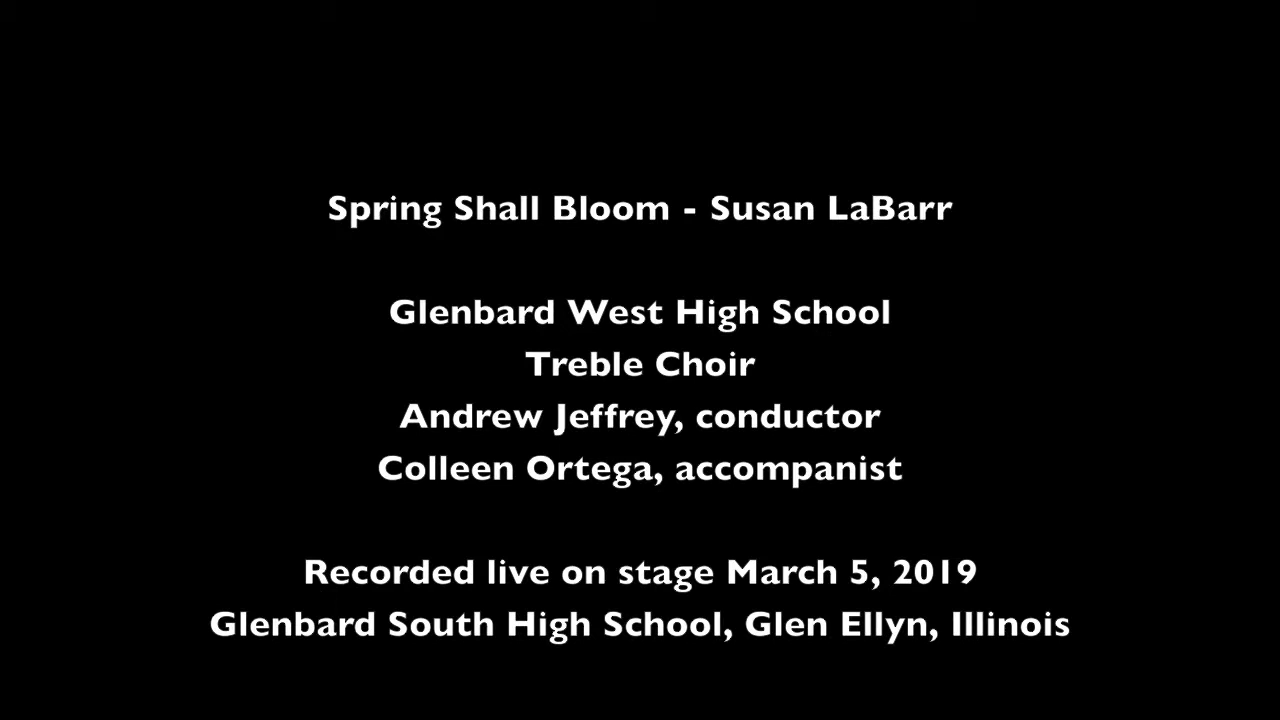 Spring Shall Bloom - Susan LaBarr
Glenbard West High School
Treble Choir
Andrew Jeffrey, conductor
Colleen Ortega, accompanist
Recorded live on stage March 5, 2019
Glenbard South High School, Glen Ellyn, Illinois